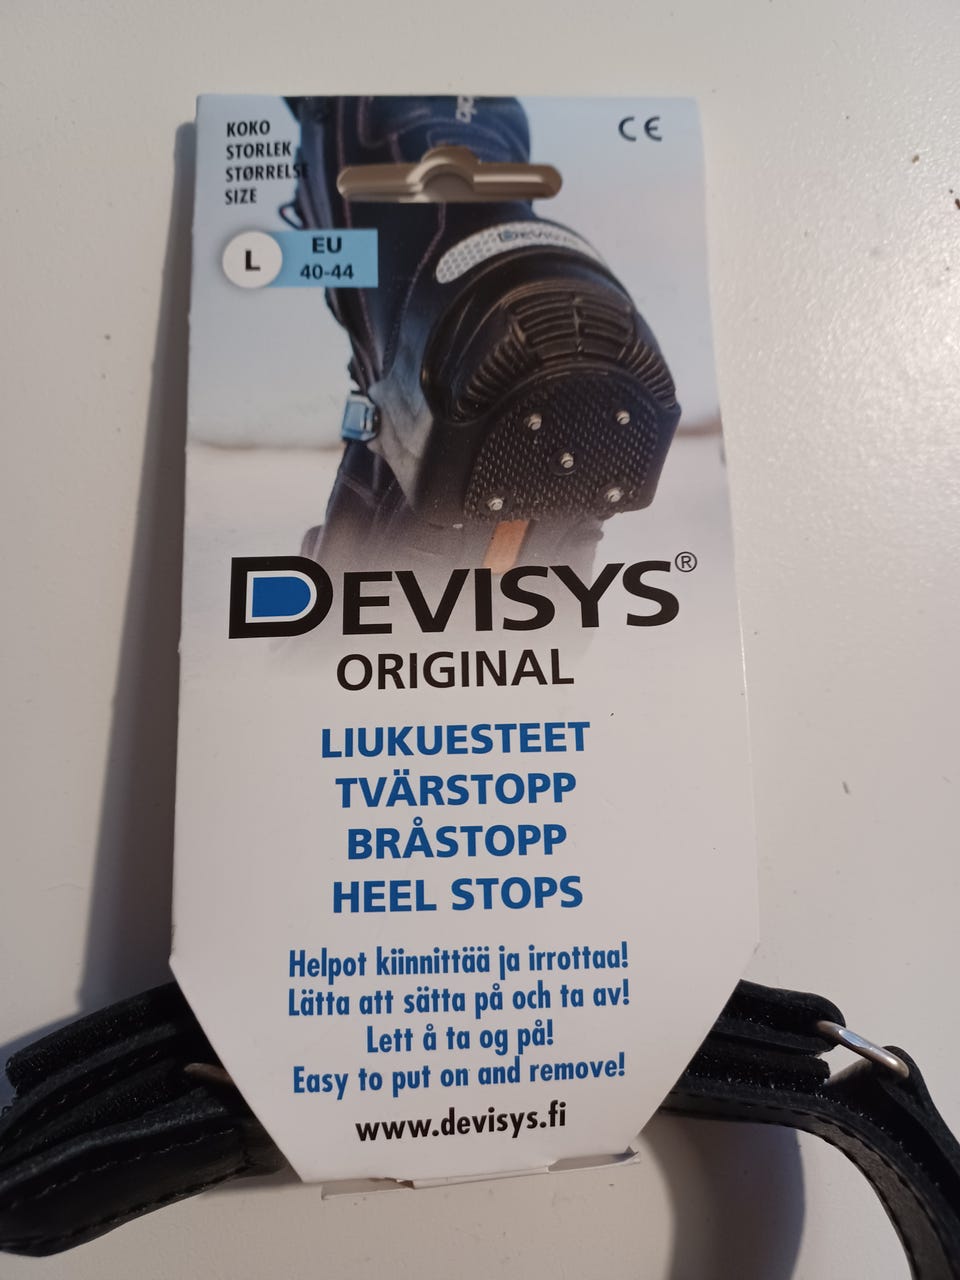 KOKO
STORLEK
STØRRELSE
SIZE
CE
L
EU
40-44
DEVISYS
DEVISYS®
ORIGINAL
LIUKUESTEET
TVÄRSTOPP
BRÅSTOPP
HEEL STOPS
Helpot kiinnittää ja irrottaa!
Lätta att sätta på och ta av!
Lett å ta og på!
Easy to put on and remove!
www.devisys.fi